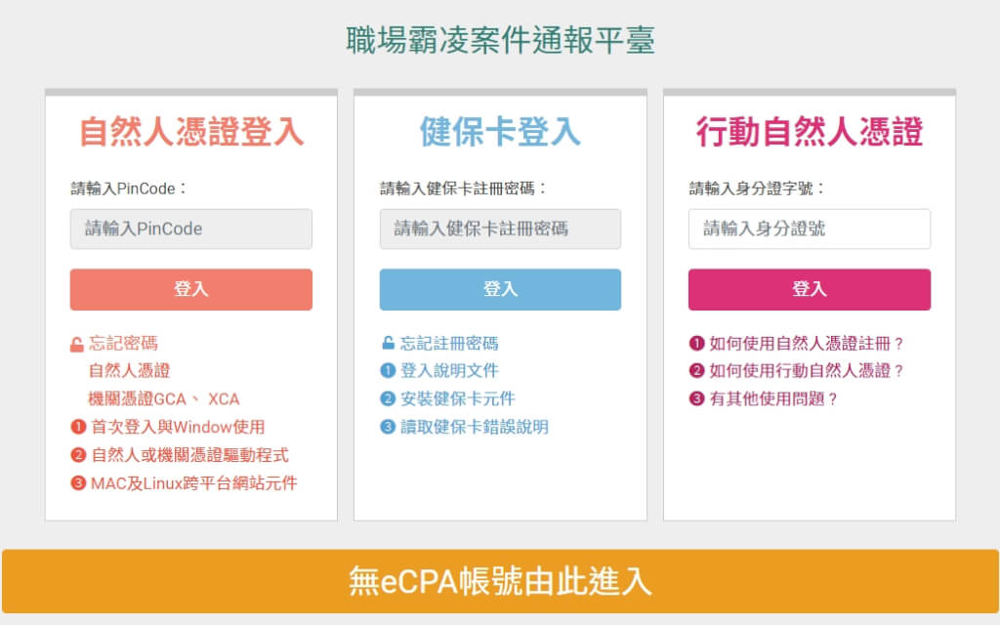 職場霸凌案件通報平臺
自然人憑證登入
請輸入PinCode：
請輸入PinCode
登入
忘記密碼
自然人憑證
機關憑證GCA、 XCA
1 首次登入與Window使用
2 自然人或機關憑證驅動程式
3 MAC及Linux跨平台網站元件
健保卡登入
請輸入健保卡註冊密碼：
請輸入健保卡註冊密碼
登入
忘記註冊密碼
1 登入說明文件
2 安裝健保卡元件
3 讀取健保卡錯誤說明
行動自然人憑證
請輸入身分證字號：
請輸入身分證號
登入
1 如何使用自然人憑證註冊？
2 如何使用行動自然人憑證？
3 有其他使用問題？
無eCPA帳號由此進入